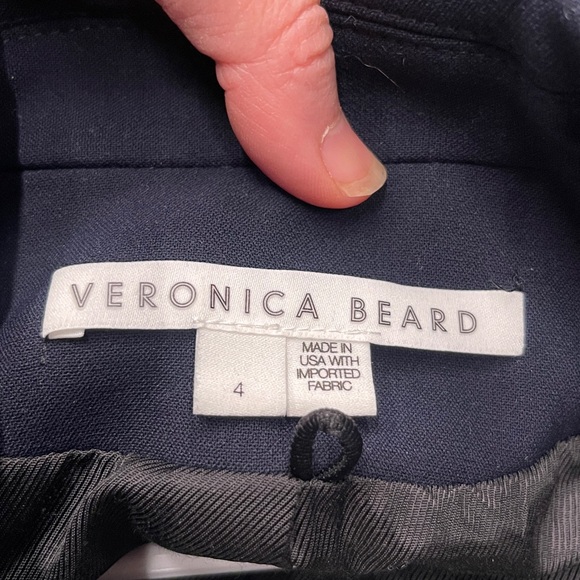 VERONICA BEARD
4
MADE IN
USA WITH
IMPORTED
FABRIC